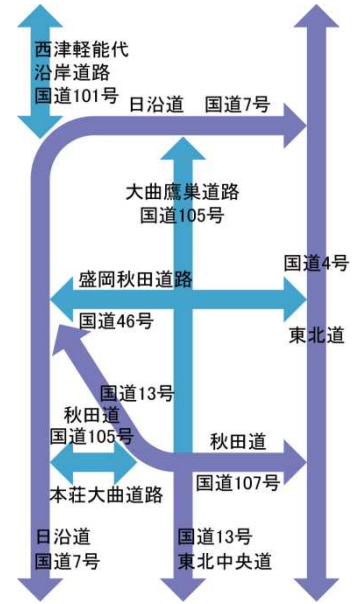 西津軽能代
沿岸道路
国道101号
日沿道　国道7号
大曲鷹巣道路
国道105号
国道4号
盛岡秋田道路
国道46号
東北道
国道13号
秋田道
国道105号
秋田道
国道107号
本荘大曲道路
日沿道
国道7号
国道13号
東北中央道